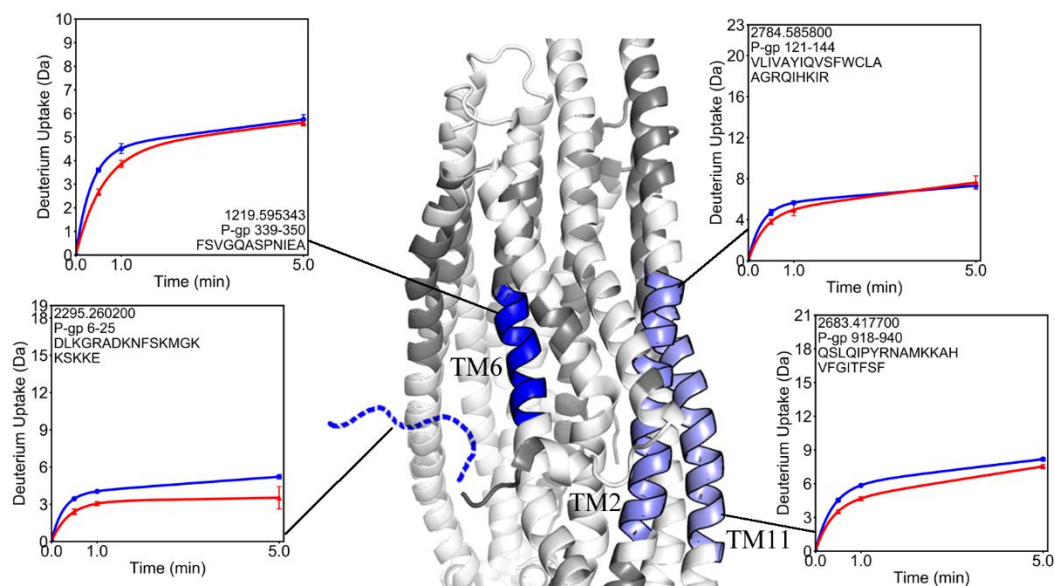 10
9
8
7
6
5
4
3
2
1
0
Deuterium Uptake (Da)
1219.595343
P-gp 339-350
FSVGQASPNIEA
0.0 1.0 5.0
Time (min)
23
20
16
12
8
4
0
Deuterium Uptake (Da)
2784.585800
P-gp 121-144
VLIVAYIQVSFWCLA
AGRQIHKIR
0.0 1.0 5.0
Time (min)
19
18
15
12
9
6
3
0
Deuterium Uptake (Da)
2295.260200
P-gp 6-25
DLKGRADKNFSKMGK
KSKKE
0.0 1.0 5.0
Time (min)
TM6
TM2
TM11
21
18
15
12
9
6
3
0
Deuterium Uptake (Da)
2683.417700
P-gp 918-940
QSLQIPYRNAMKKAH
VFGITFSF
0.0 1.0 5.0
Time (min)